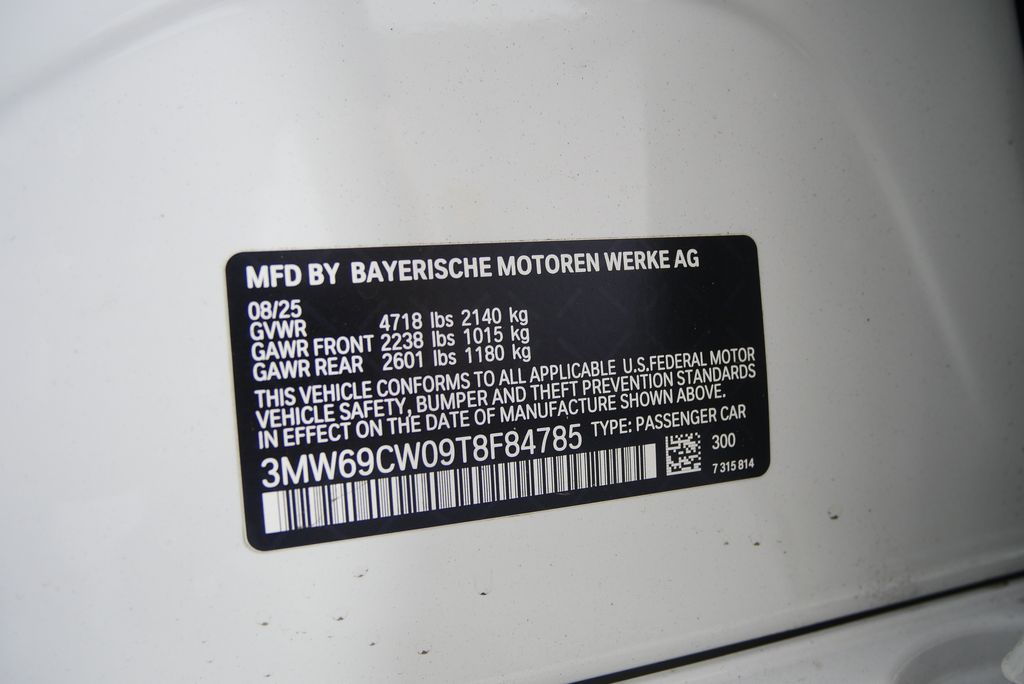 MFD BY BAYERISCHE MOTOREN WERKE AG
08/25
GVWR 4718 lbs 2140 kg
GAWR FRONT 2238 lbs 1015 kg
GAWR REAR 2601 lbs 1180 kg
THIS VEHICLE CONFORMS TO ALL APPLICABLE U.S.FEDERAL MOTOR
VEHICLE SAFETY, BUMPER AND THEFT PREVENTION STANDARDS
IN EFFECT ON THE DATE OF MANUFACTURE SHOWN ABOVE.
3MW69CW09T8F84785 TYPE: PASSENGER CAR
300
7 315 814